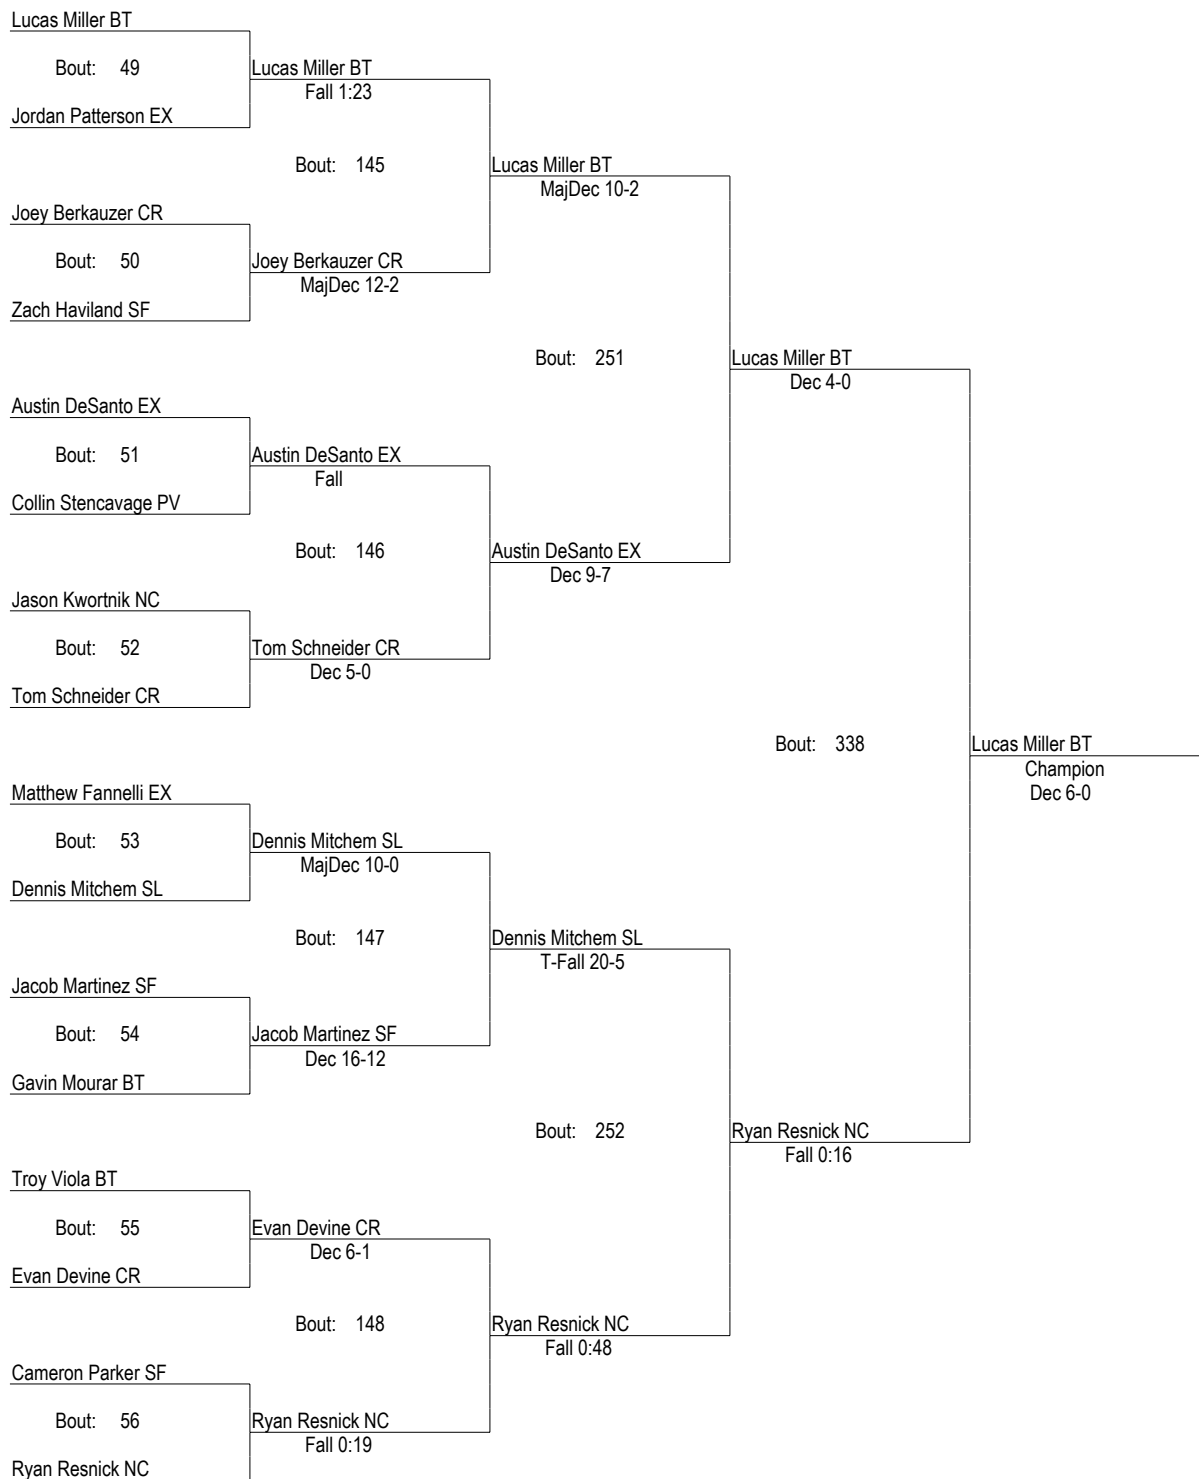 Lucas Miller BT
Bout: 49
Lucas Miller BT
Fall 1:23
Jordan Patterson EX
Bout: 145
Lucas Miller BT
MajDec 10-2
Joey Berkauzer CR
Bout: 50
Joey Berkauzer CR
MajDec 12-2
Zach Haviland SF
Bout: 251
Lucas Miller BT
Dec 4-0
Austin DeSanto EX
Bout: 51
Austin DeSanto EX
Fall
Collin Stencavage PV
Bout: 146
Austin DeSanto EX
Dec 9-7
Jason Kwortnik NC
Bout: 52
Tom Schneider CR
Dec 5-0
Tom Schneider CR
Bout: 338
Lucas Miller BT
Champion
Dec 6-0
Matthew Fannelli EX
Bout: 53
Dennis Mitchem SL
MajDec 10-0
Dennis Mitchem SL
Bout: 147
Dennis Mitchem SL
T-Fall 20-5
Jacob Martinez SF
Bout: 54
Jacob Martinez SF
Dec 16-12
Gavin Mourar BT
Bout: 252
Ryan Resnick NC
Fall 0:16
Troy Viola BT
Bout: 55
Evan Devine CR
Dec 6-1
Evan Devine CR
Bout: 148
Ryan Resnick NC
Fall 0:48
Cameron Parker SF
Bout: 56
Ryan Resnick NC
Fall 0:19
Ryan Resnick NC